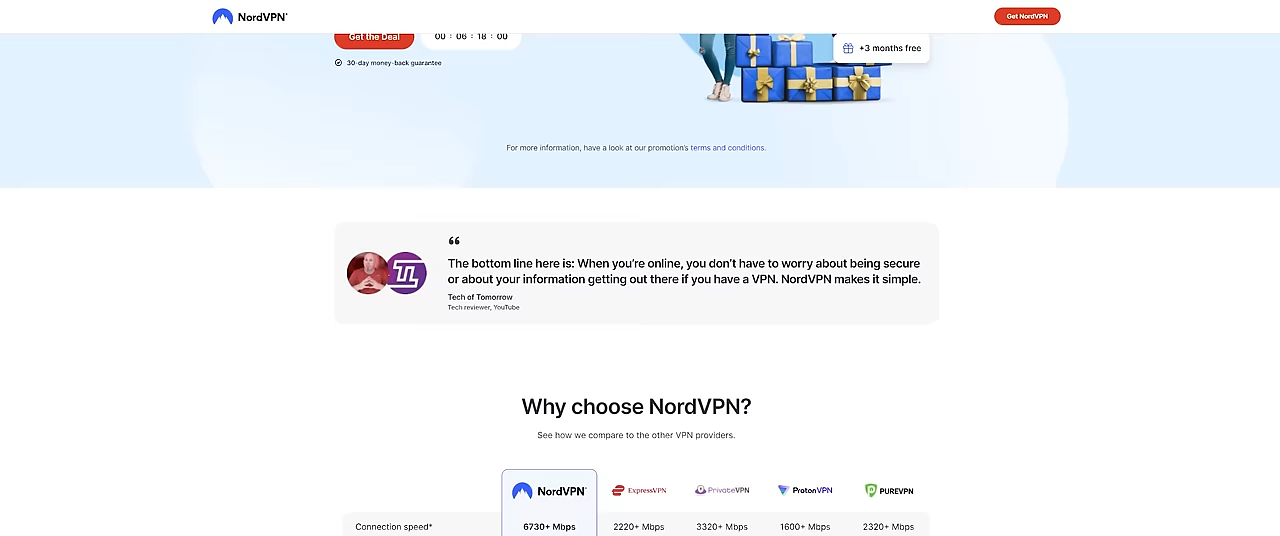 NordVPN®
Get NordVPN
Get the Deal
00 : 06 : 18 : 00
+3 months free
30-day money-back guarantee
For more information, have a look at our promotion's terms and conditions.
“
The bottom line here is: When you're online, you don't have to worry about being secure
or about your information getting out there if you have a VPN. NordVPN makes it simple.
Tech of Tomorrow
Tech reviewer, YouTube
Why choose NordVPN?
See how we compare to the other VPN providers.
NordVPN® ExpressVPN PrivateVPN ProtonVPN PUREVPN
Connection speed* 6730+ Mbps 2220+ Mbps 3320+ Mbps 1600+ Mbps 2320+ Mbps